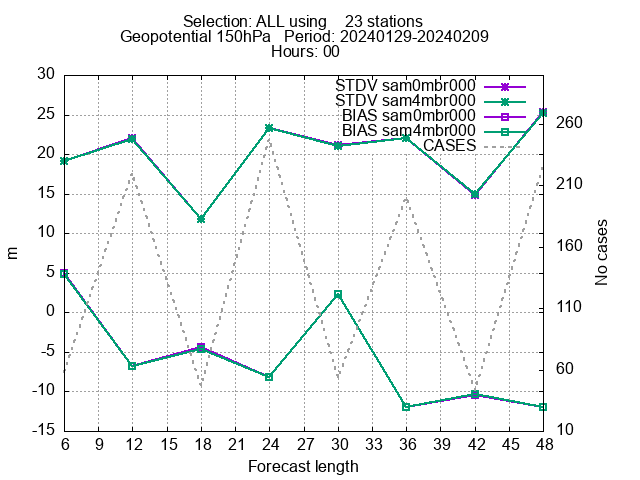 Selection: ALL using    23 stations
Geopotential 150hPa   Period: 20240129-20240209
Hours: 00
STDV sam0mbr000
STDV sam4mbr000
BIAS sam0mbr000
BIAS sam4mbr000
CASES
30
25
20
15
10
5
0
-5
-10
-15
m
260
210
160
110
60
10
No cases
6 9 12 15 18 21 24 27 30 33 36 39 42 45 48
Forecast length